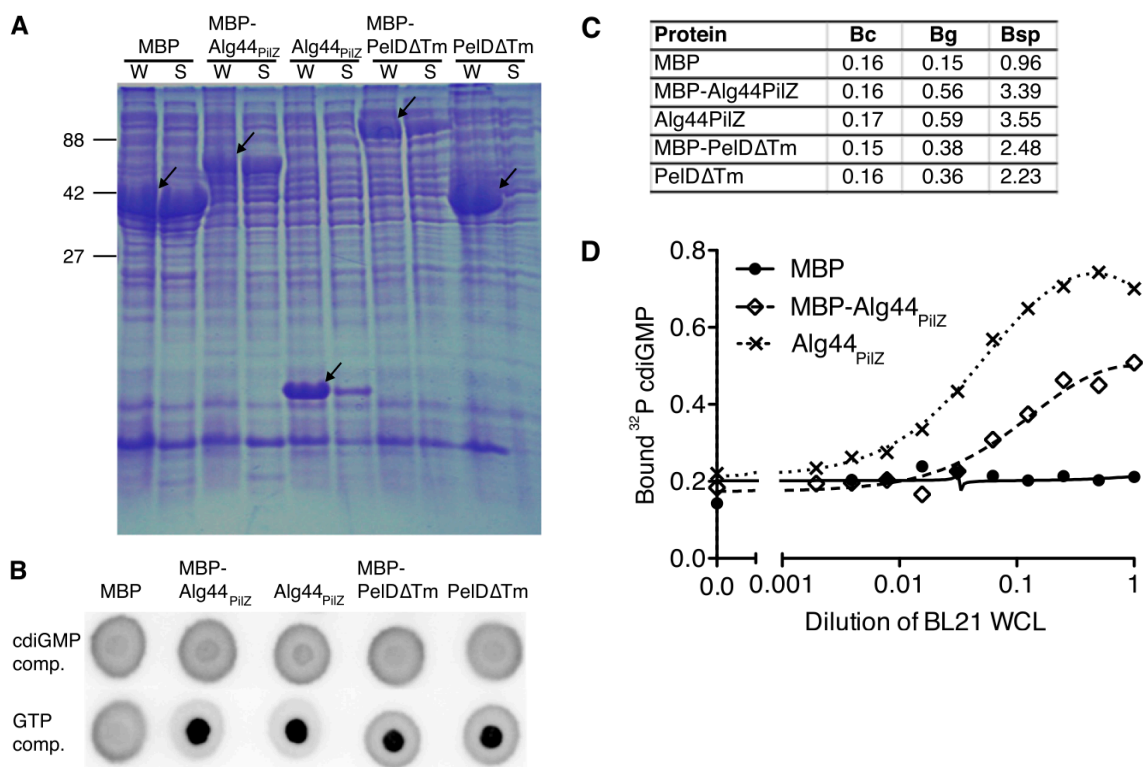 A
MBP
MBP-
Alg44PilZ
Alg44PilZ
MBP-
PelDΔTm
PelDΔTm
W S W S W S W S W S
88
42
27
B
MBP
MBP-
Alg44PilZ
Alg44PilZ
MBP-
PelDΔTm
PelDΔTm
cdiGMP
comp.
GTP
comp.
C
Protein Bc Bg Bsp
MBP 0.16 0.15 0.96
MBP-Alg44PilZ 0.16 0.56 3.39
Alg44PilZ 0.17 0.59 3.55
MBP-PelDΔTm 0.15 0.38 2.48
PelDΔTm 0.16 0.36 2.23
D
MBP
MBP-Alg44PilZ
Alg44PilZ
Bound 32P cdiGMP
0.8
0.6
0.4
0.2
0.0
0.0 0.001 0.01 0.1 1
Dilution of BL21 WCL